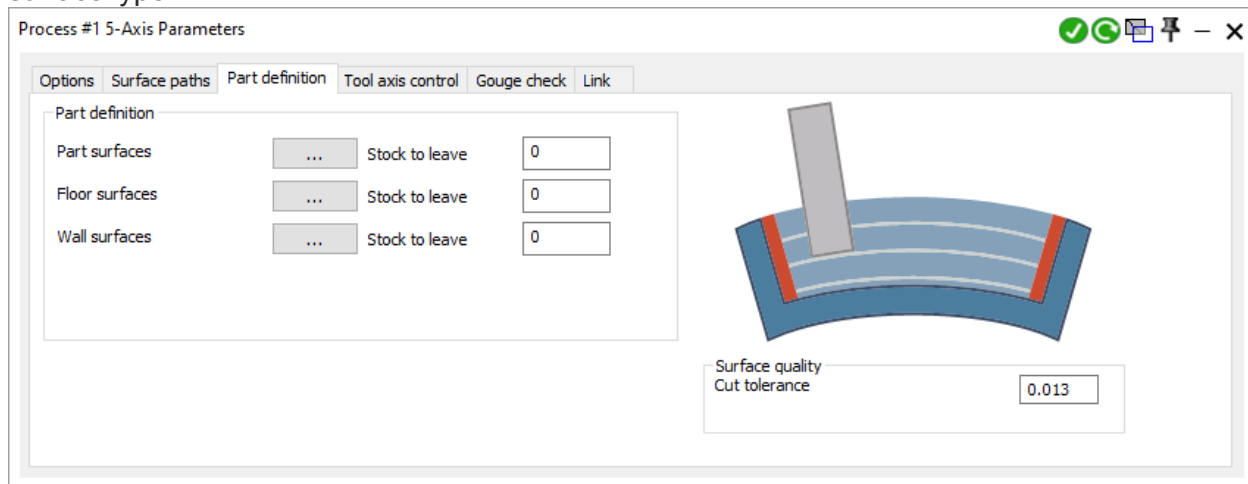 Process #1 5-Axis Parameters
Options Surface paths Part definition Tool axis control Gouge check Link
Part definition
Part surfaces ... Stock to leave 0
Floor surfaces ... Stock to leave 0
Wall surfaces ... Stock to leave 0
Surface quality
Cut tolerance 0.013